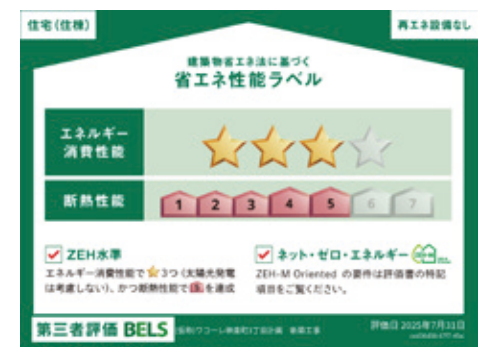 住宅(住棟)
再エネ設備なし
建築物省エネ法に基づく
省エネ性能ラベル
エネルギー
消費性能
断熱性能
1 2 3 4 5 6 7
ZEH水準
エネルギー消費性能で⭐3つ(太陽光発電
は考慮しない)、かつ断熱性能で5を達成
ネット・ゼロ・エネルギー
ZEH-M Oriented の要件は評価書の特記
項目をご覧ください。
第三者評価 BELS
評価日 2025年7月31日